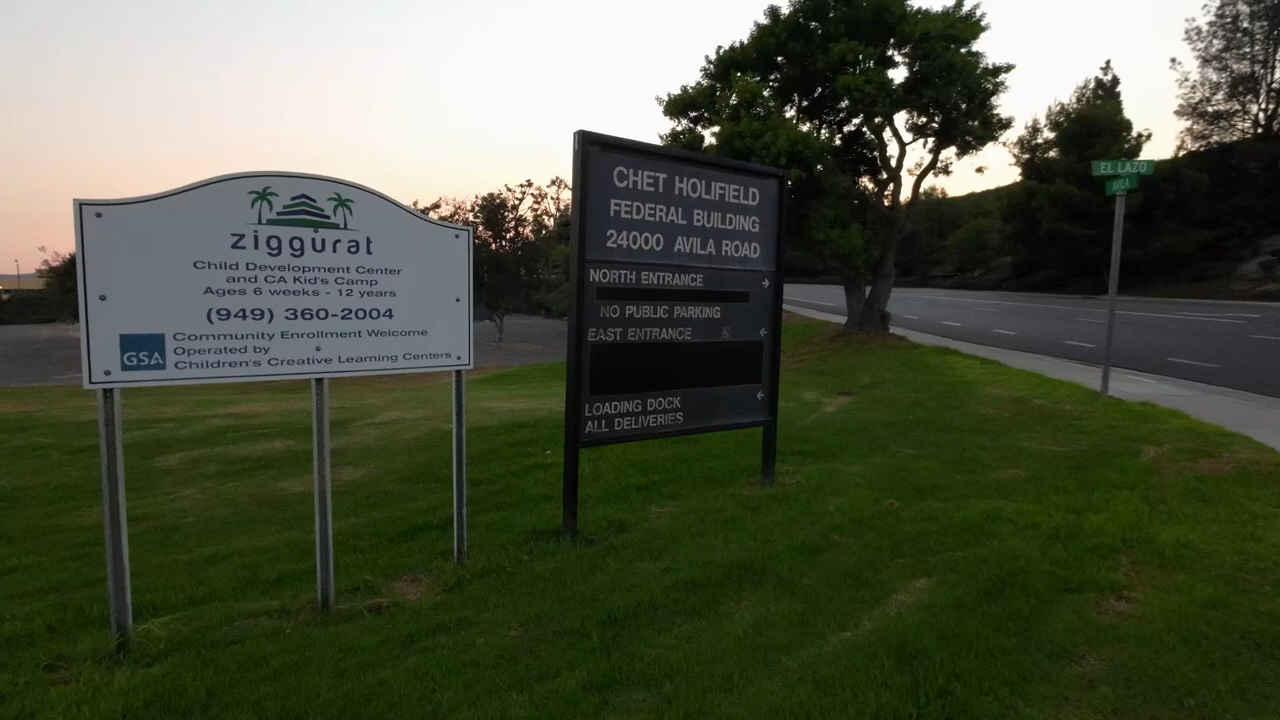 ziggurat
Child Development Center
and CA Kid's Camp
Ages 6 weeks - 12 years
(949) 360-2004
Community Enrollment Welcome
GSA
Operated by
Children's Creative Learning Centers
CHET HOLIFIELD
FEDERAL BUILDING
24000 AVILA ROAD
NORTH ENTRANCE
NO PUBLIC PARKING
EAST ENTRANCE
LOADING DOCK
ALL DELIVERIES
EL LAZO
AVILA